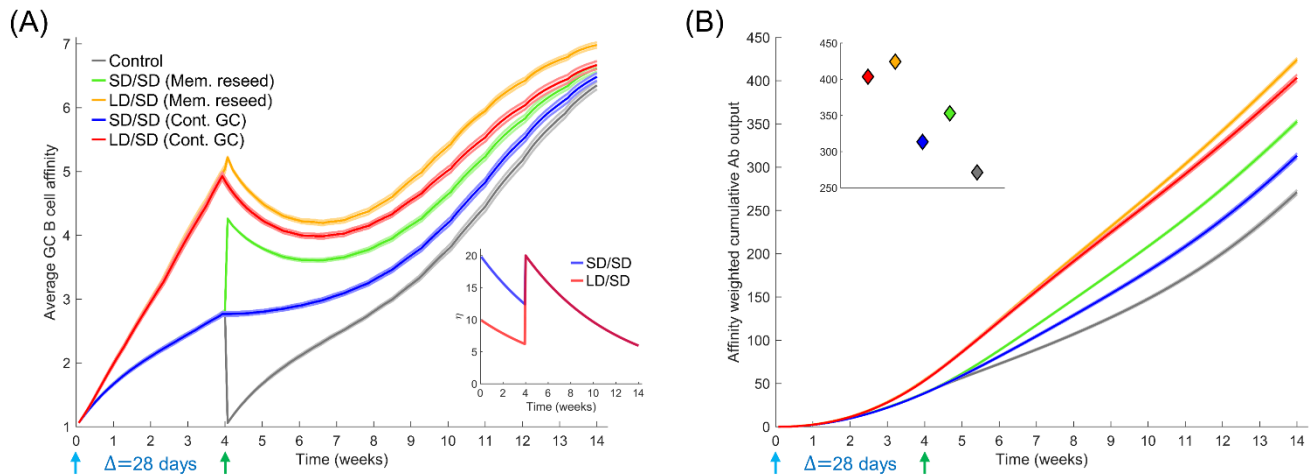 (A)
7
6
5
4
3
2
1
Average GC B cell affinity
Control
SD/SD (Mem. reseed)
LD/SD (Mem. reseed)
SD/SD (Cont. GC)
LD/SD (Cont. GC)
20
15
10
5
0
η
SD/SD
LD/SD
0 2 4 6 8 10 12 14
Time (weeks)
0 1 2 3 4 5 6 7 8 9 10 11 12 13 14
Δ=28 days
Time (weeks)
(B)
450
400
350
300
250
200
150
100
50
0
Affinity weighted cumulative Ab output
450
400
350
300
250
0 1 2 3 4 5 6 7 8 9 10 11 12 13 14
Δ=28 days
Time (weeks)